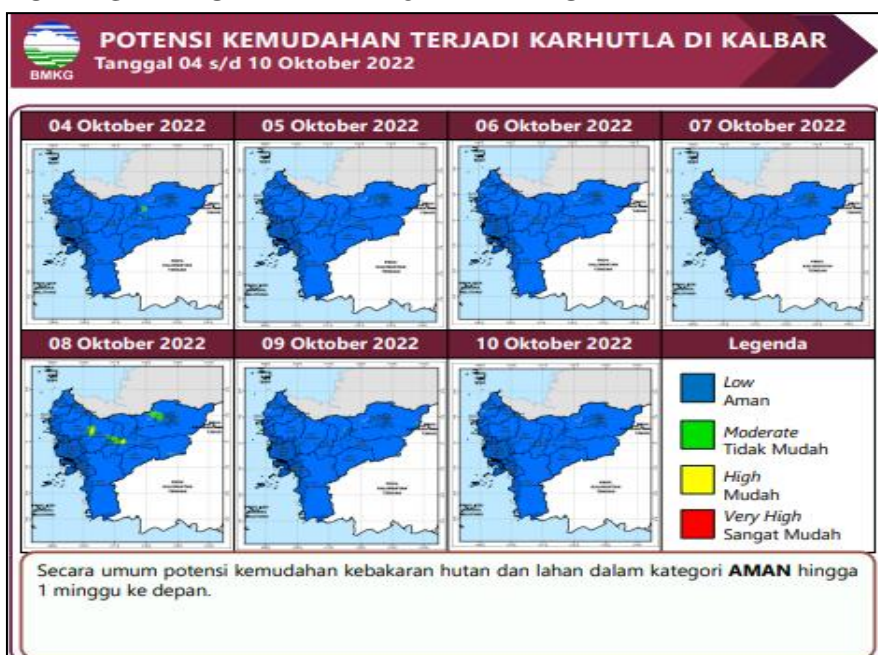 BMKG
POTENSI KEMUDAHAN TERJADI KARHUTLA DI KALBAR
Tanggal 04 s/d 10 Oktober 2022
04 Oktober 2022
05 Oktober 2022
06 Oktober 2022
07 Oktober 2022
08 Oktober 2022
09 Oktober 2022
10 Oktober 2022
Legenda
Low
Aman
Moderate
Tidak Mudah
High
Mudah
Very High
Sangat Mudah
Secara umum potensi kemudahan kebakaran hutan dan lahan dalam kategori AMAN hingga
1 minggu ke depan.